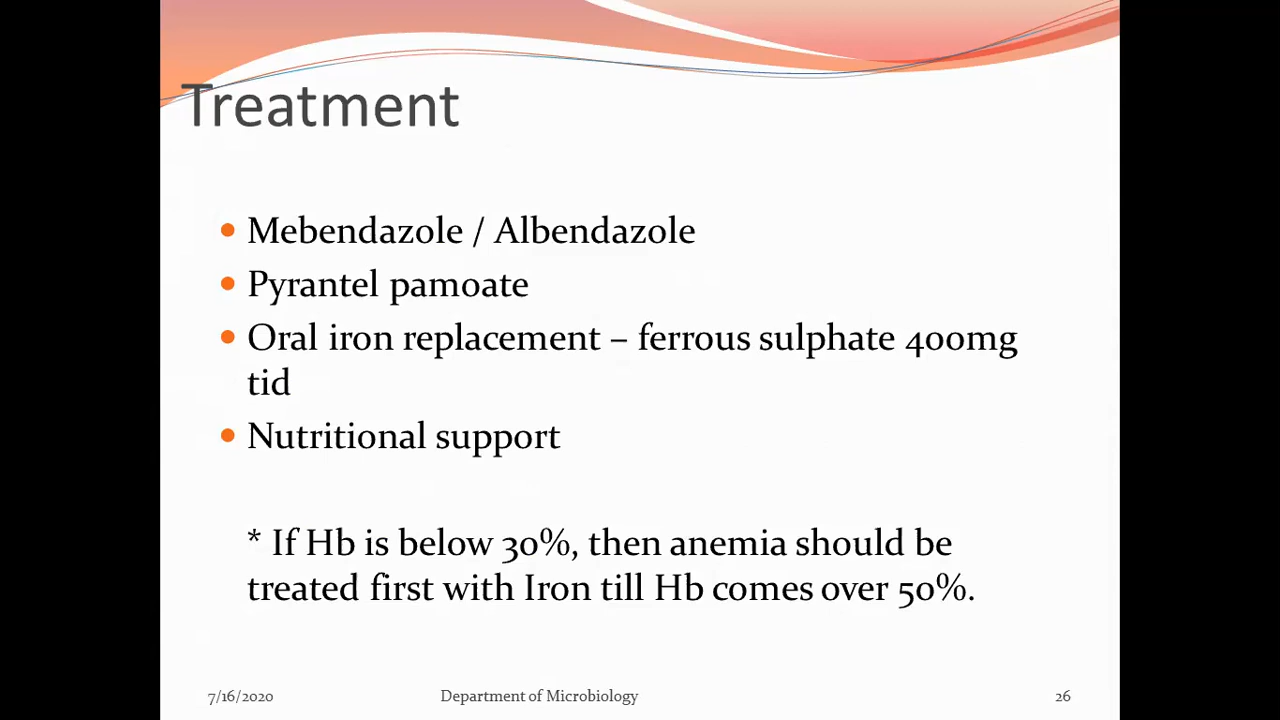 Treatment
• Mebendazole / Albendazole
• Pyrantel pamoate
• Oral iron replacement – ferrous sulphate 400mg
tid
• Nutritional support
* If Hb is below 30%, then anemia should be
treated first with Iron till Hb comes over 50%.
7/16/2020 Department of Microbiology 26